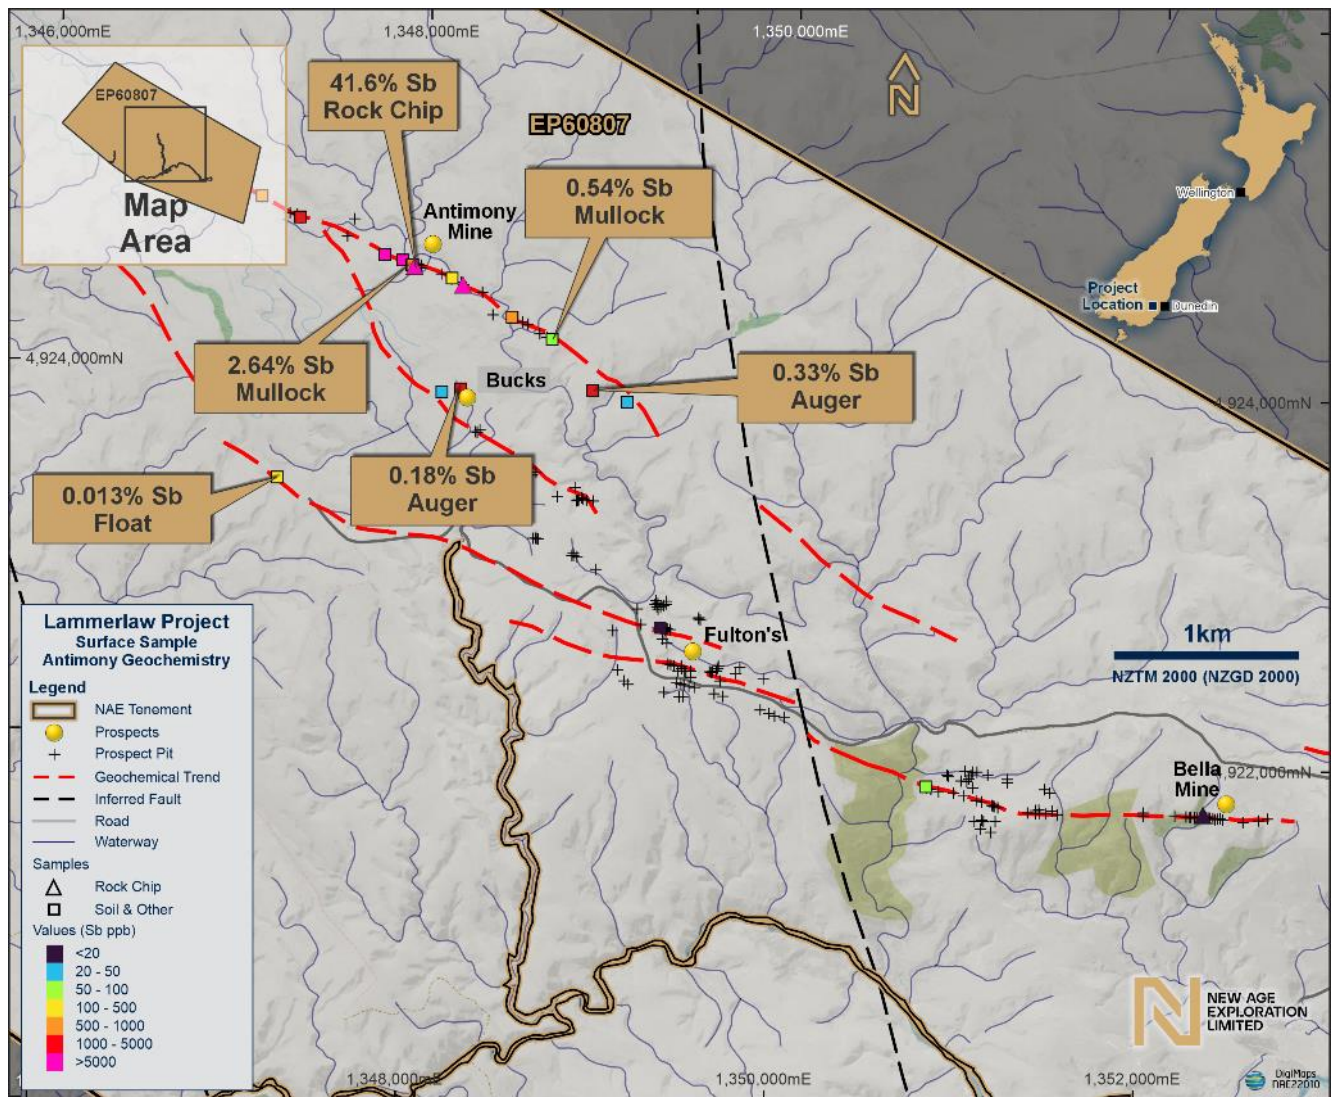 1,346,000mE
1,348,000mE
1,350,000mE
EP60807
Map
Area
41.6% Sb
Rock Chip
EP60807
0.54% Sb
Mullock
Antimony
Mine
Wellington
Project
Location
Dunedin
4,924,000mN
2.64% Sb
Mullock
Bucks
0.33% Sb
Auger
4,924,000mN
0.18% Sb
Auger
0.013% Sb
Float
Fulton's
1km
NZTM 2000 (NZGD 2000)
Lammerlaw Project
Surface Sample
Antimony Geochemistry
Legend
NAE Tenement
Prospects
Prospect Pit
Geochemical Trend
Inferred Fault
Road
Waterway
Samples
Rock Chip
Soil & Other
Values (Sb ppb)
<20
20 - 50
50 - 100
100 - 500
500 - 1000
1000 - 5000
>5000
Bella
Mine
,922,000mN
N
NEW AGE
EXPLORATION
LIMITED
1,348,000mE
1,350,000mE
1,352,000mE
DigiMaps
NAE22010